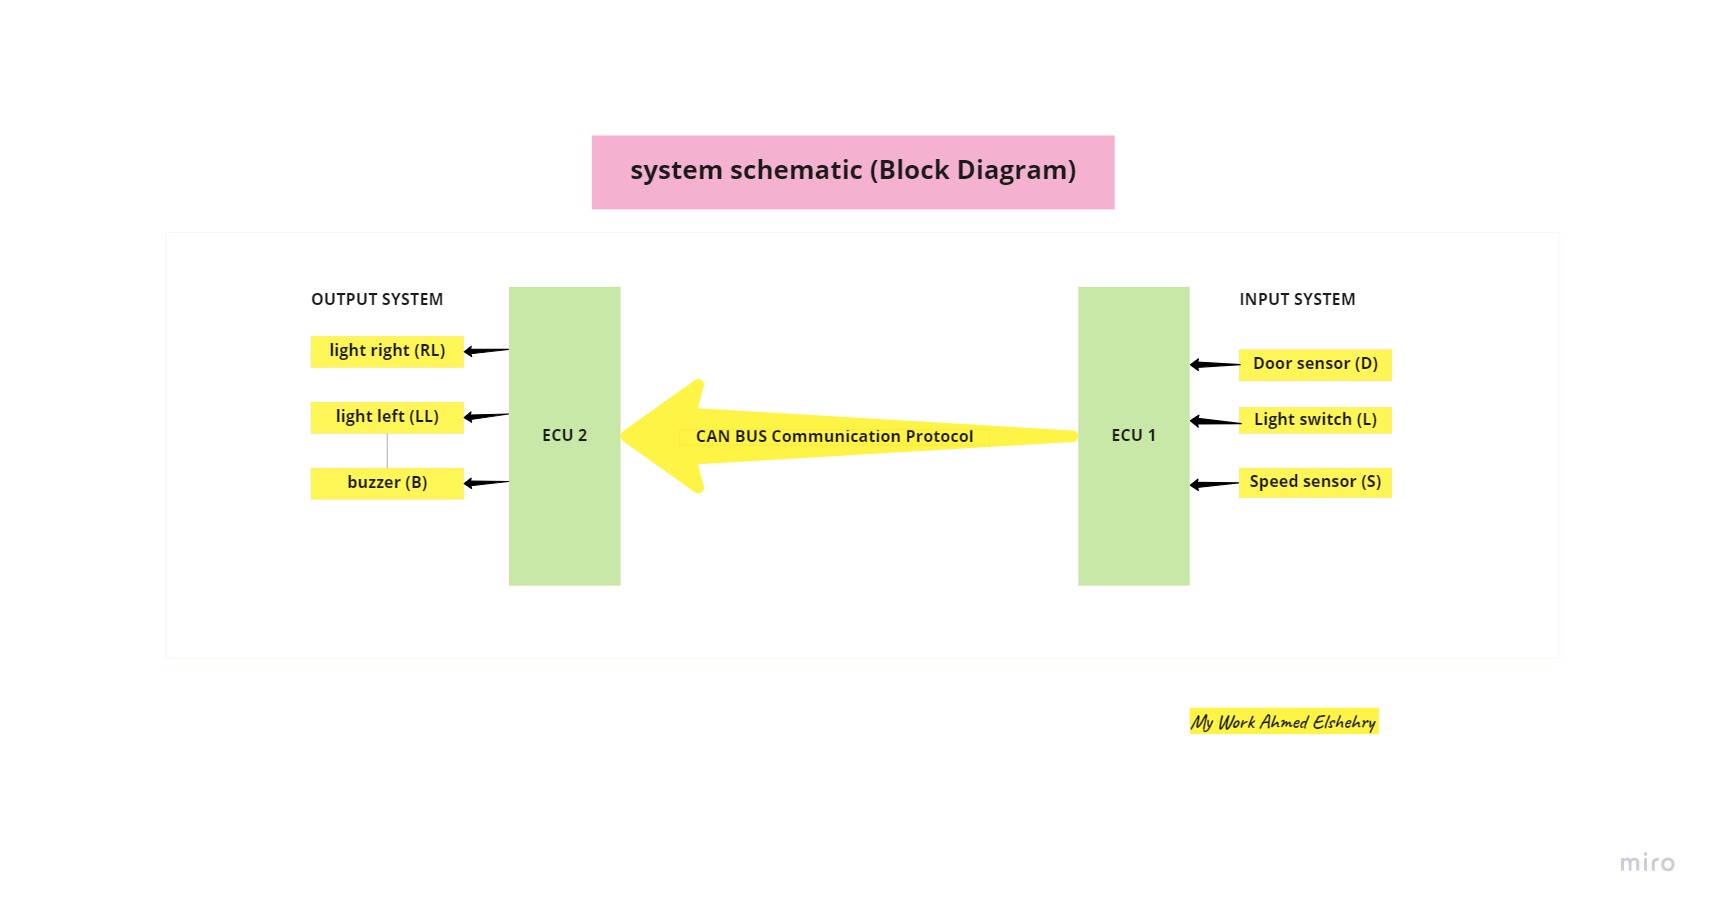 system schematic (Block Diagram)
OUTPUT SYSTEM
light right (RL)
light left (LL)
buzzer (B)
ECU 2
CAN BUS Communication Protocol
ECU 1
INPUT SYSTEM
Door sensor (D)
Light switch (L)
Speed sensor (S)
My Work Ahmed Elshehry
miro